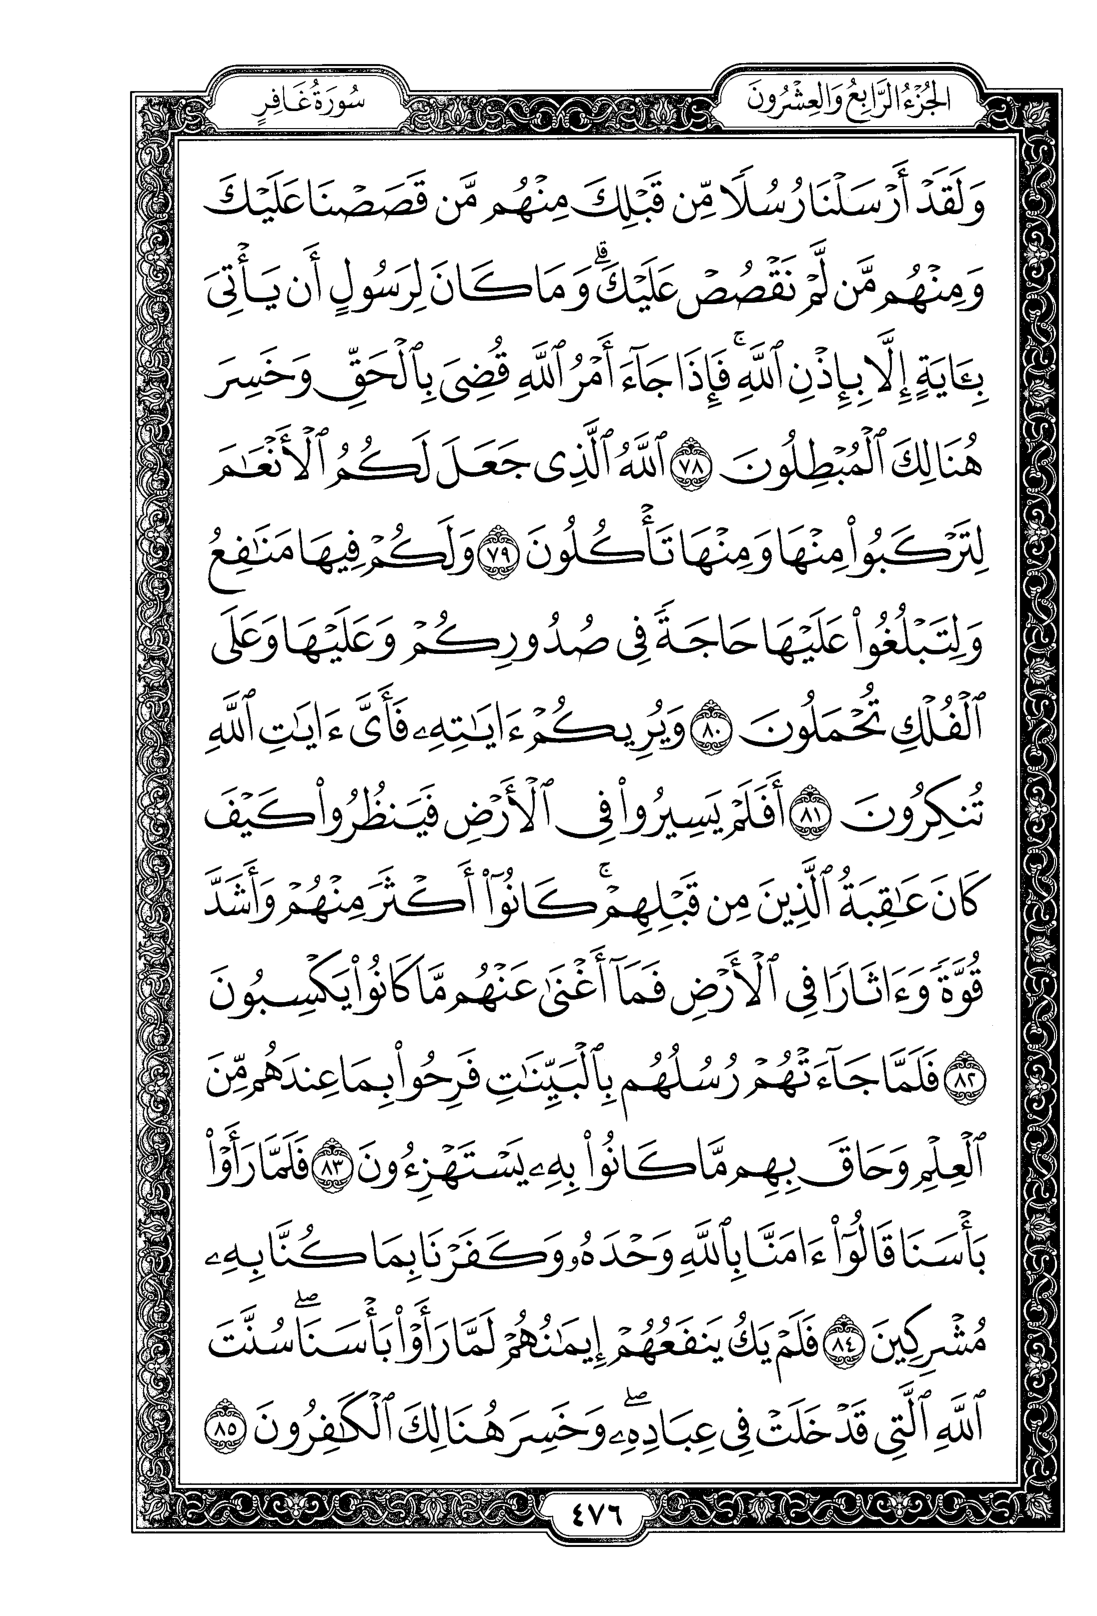 الجُزْءُ الرَّابِعُ وَالعِشْرُونَ
سُورَةُ غَافِرٍ
وَلَقَدۡ أَرۡسَلۡنَا رُسُلًا مِّن قَبۡلِكَ مِنۡهُم مَّن قَصَصۡنَا عَلَيۡكَ
وَمِنۡهُم مَّن لَّمۡ نَقۡصُصۡ عَلَيۡكَۗ وَمَا كَانَ لِرَسُولٍ أَن يَأۡتِىَ
بِـَٔايَةٍ إِلَّا بِإِذۡنِ ٱللَّهِۚ فَإِذَا جَآءَ أَمۡرُ ٱللَّهِ قُضِىَ بِٱلۡحَقِّ وَخَسِرَ
هُنَالِكَ ٱلۡمُبۡطِلُونَ ٧٨ ٱللَّهُ ٱلَّذِى جَعَلَ لَكُمُ ٱلۡأَنۡعَٰمَ
لِتَرۡكَبُواْ مِنۡهَا وَمِنۡهَا تَأۡكُلُونَ ٧٩ وَلَكُمۡ فِيهَا مَنَٰفِعُ
وَلِتَبۡلُغُواْ عَلَيۡهَا حَاجَةً فِى صُدُورِكُمۡ وَعَلَيۡهَا وَعَلَى
ٱلۡفُلۡكِ تُحۡمَلُونَ ٨٠ وَيُرِيكُمۡ ءَايَٰتِهِۦ فَأَىَّ ءَايَٰتِ ٱللَّهِ
تُنكِرُونَ ٨١ أَفَلَمۡ يَسِيرُواْ فِى ٱلۡأَرۡضِ فَيَنظُرُواْ كَيۡفَ
كَانَ عَٰقِبَةُ ٱلَّذِينَ مِن قَبۡلِهِمۡۚ كَانُوٓاْ أَكۡثَرَ مِنۡهُمۡ وَأَشَدَّ
قُوَّةً وَءَاثَارًا فِى ٱلۡأَرۡضِ فَمَآ أَغۡنَىٰ عَنۡهُم مَّا كَانُواْ يَكۡسِبُونَ
٨٢ فَلَمَّا جَآءَتۡهُمۡ رُسُلُهُم بِٱلۡبَيِّنَٰتِ فَرِحُواْ بِمَا عِندَهُم مِّنَ
ٱلۡعِلۡمِ وَحَاقَ بِهِم مَّا كَانُواْ بِهِۦ يَسۡتَهۡزِءُونَ ٨٣ فَلَمَّا رَأَوۡاْ
بَأۡسَنَا قَالُوٓاْ ءَامَنَّا بِٱللَّهِ وَحۡدَهُۥ وَكَفَرۡنَا بِمَا كُنَّا بِهِۦ
مُشۡرِكِينَ ٨٤ فَلَمۡ يَكُ يَنفَعُهُمۡ إِيمَٰنُهُمۡ لَمَّا رَأَوۡاْ بَأۡسَنَاۖ سُنَّتَ
ٱللَّهِ ٱلَّتِى قَدۡ خَلَتۡ فِى عِبَادِهِۦۖ وَخَسِرَ هُنَالِكَ ٱلۡكَٰفِرُونَ ٨٥
٤٧٦